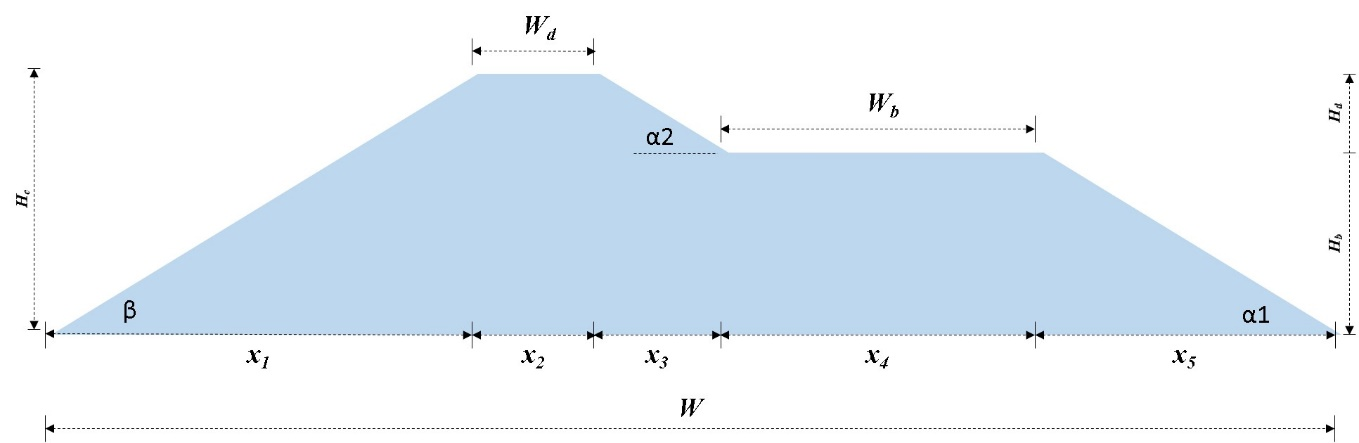 W_d
W_b
H_d
α2
H_c
H_b
β
α1
x_1 x_2 x_3 x_4 x_5
W